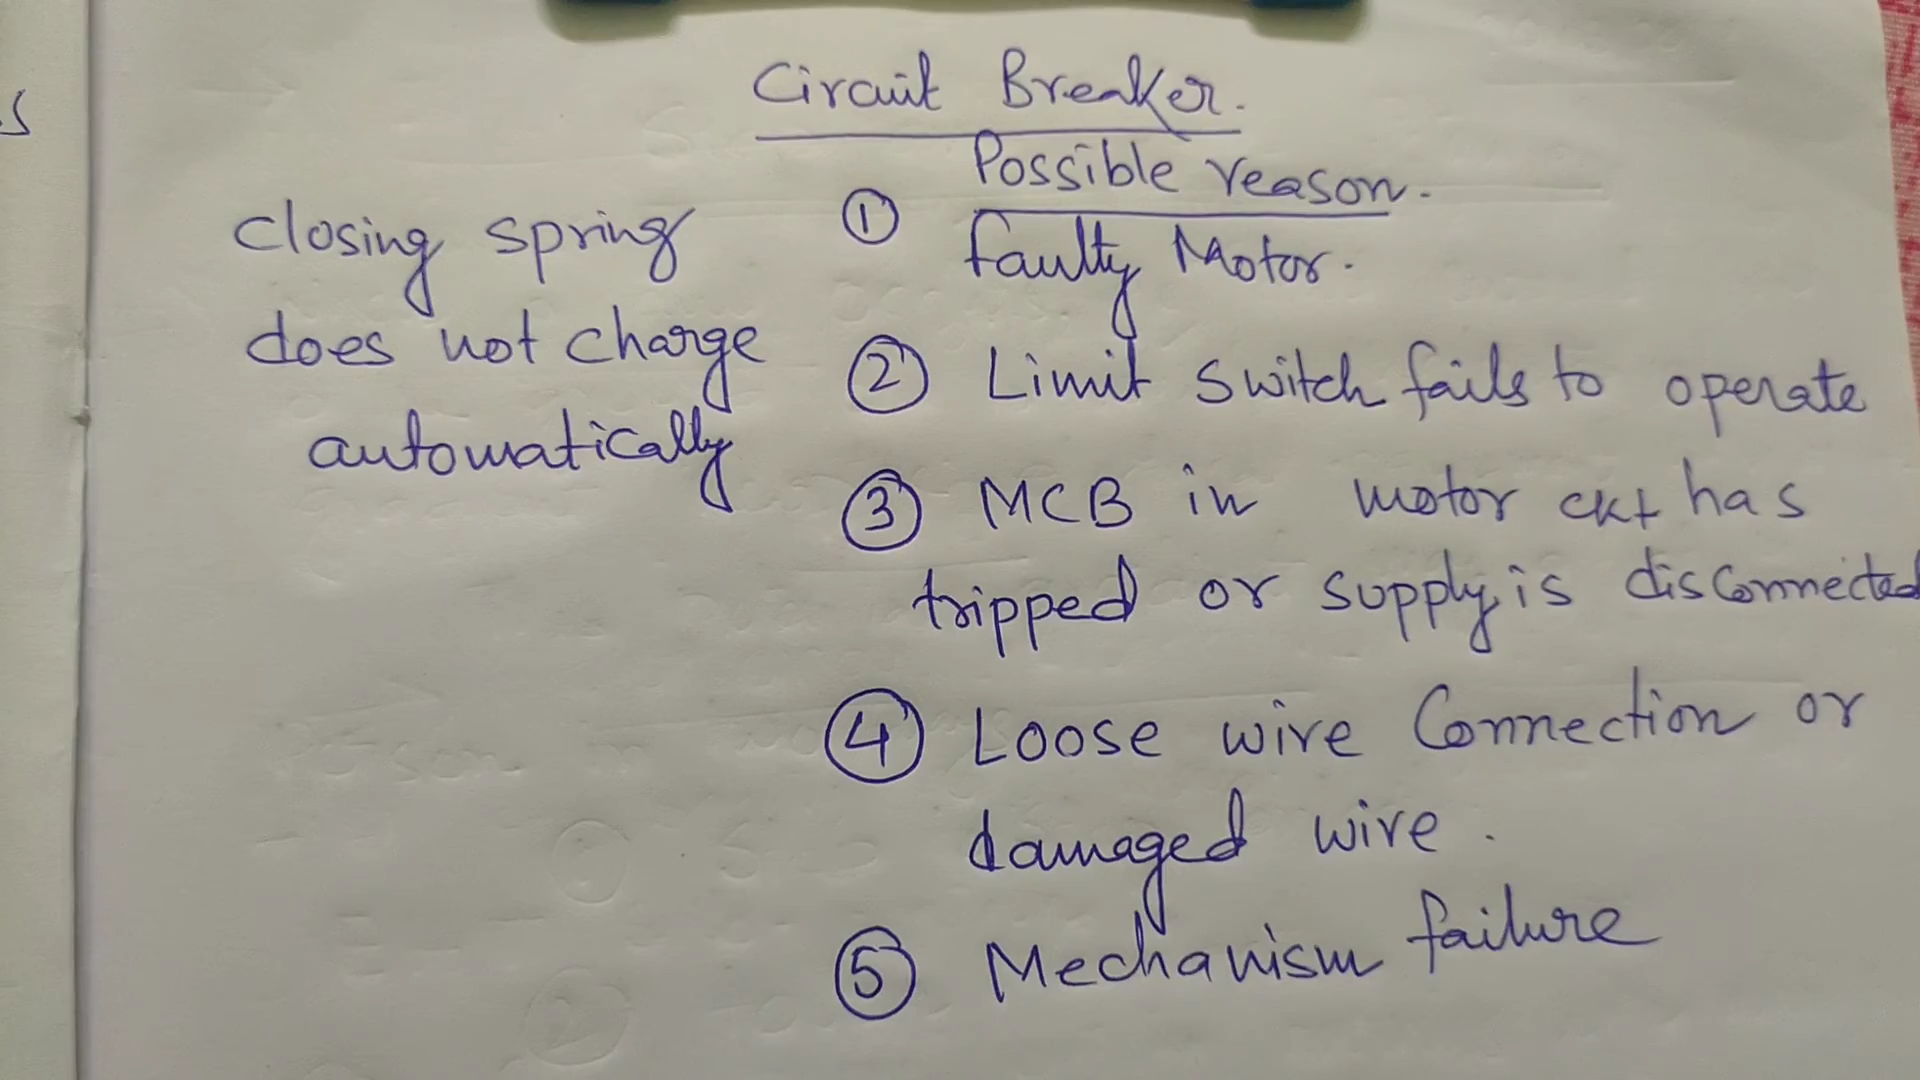 Circuit Breaker.
Possible reason.
closing spring
does not charge
automatically
① faulty Motor.
② Limit switch fails to operate
③ MCB in motor ckt has
tripped or supply is disconnected
④ Loose wire Connection or
damaged wire.
⑤ Mechanism failure